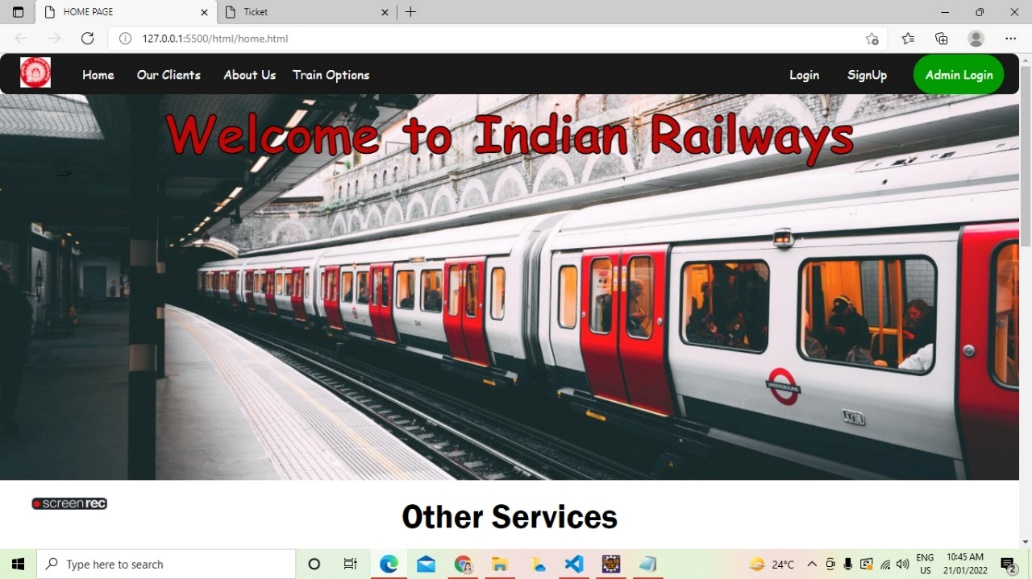 HOME PAGE
Ticket
127.0.0.1:5500/html/home.html
Home Our Clients About Us Train Options Login SignUp Admin Login
Welcome to Indian Railways
UNDERGROUND
screenrec
Other Services
Type here to search
24°C
ENG
US
10:45 AM
21/01/2022
2